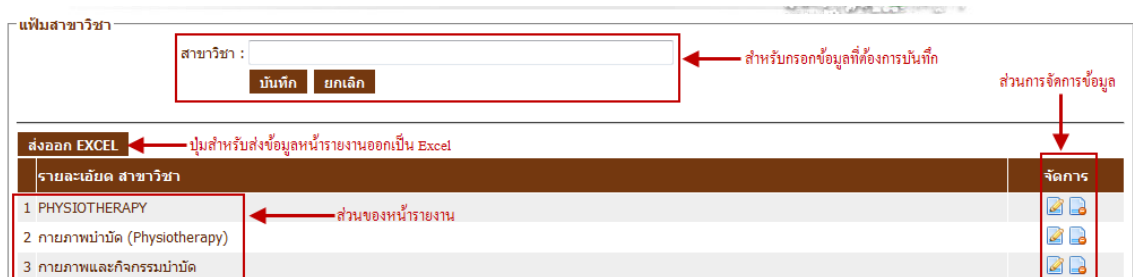 แฟ้มสาขาวิชา
สาขาวิชา :
สำหรับกรอกข้อมูลที่ต้องการบันทึก
บันทึก ยกเลิก
ส่วนการจัดการข้อมูล
ส่งออก EXCEL
ปุ่มสำหรับส่งข้อมูลหน้ารายงานออกเป็น Excel
รายละเอียด สาขาวิชา จัดการ
1 PHYSIOTHERAPY
ส่วนของหน้ารายงาน
2 กายภาพบำบัด (Physiotherapy)
3 กายภาพและกิจกรรมบำบัด